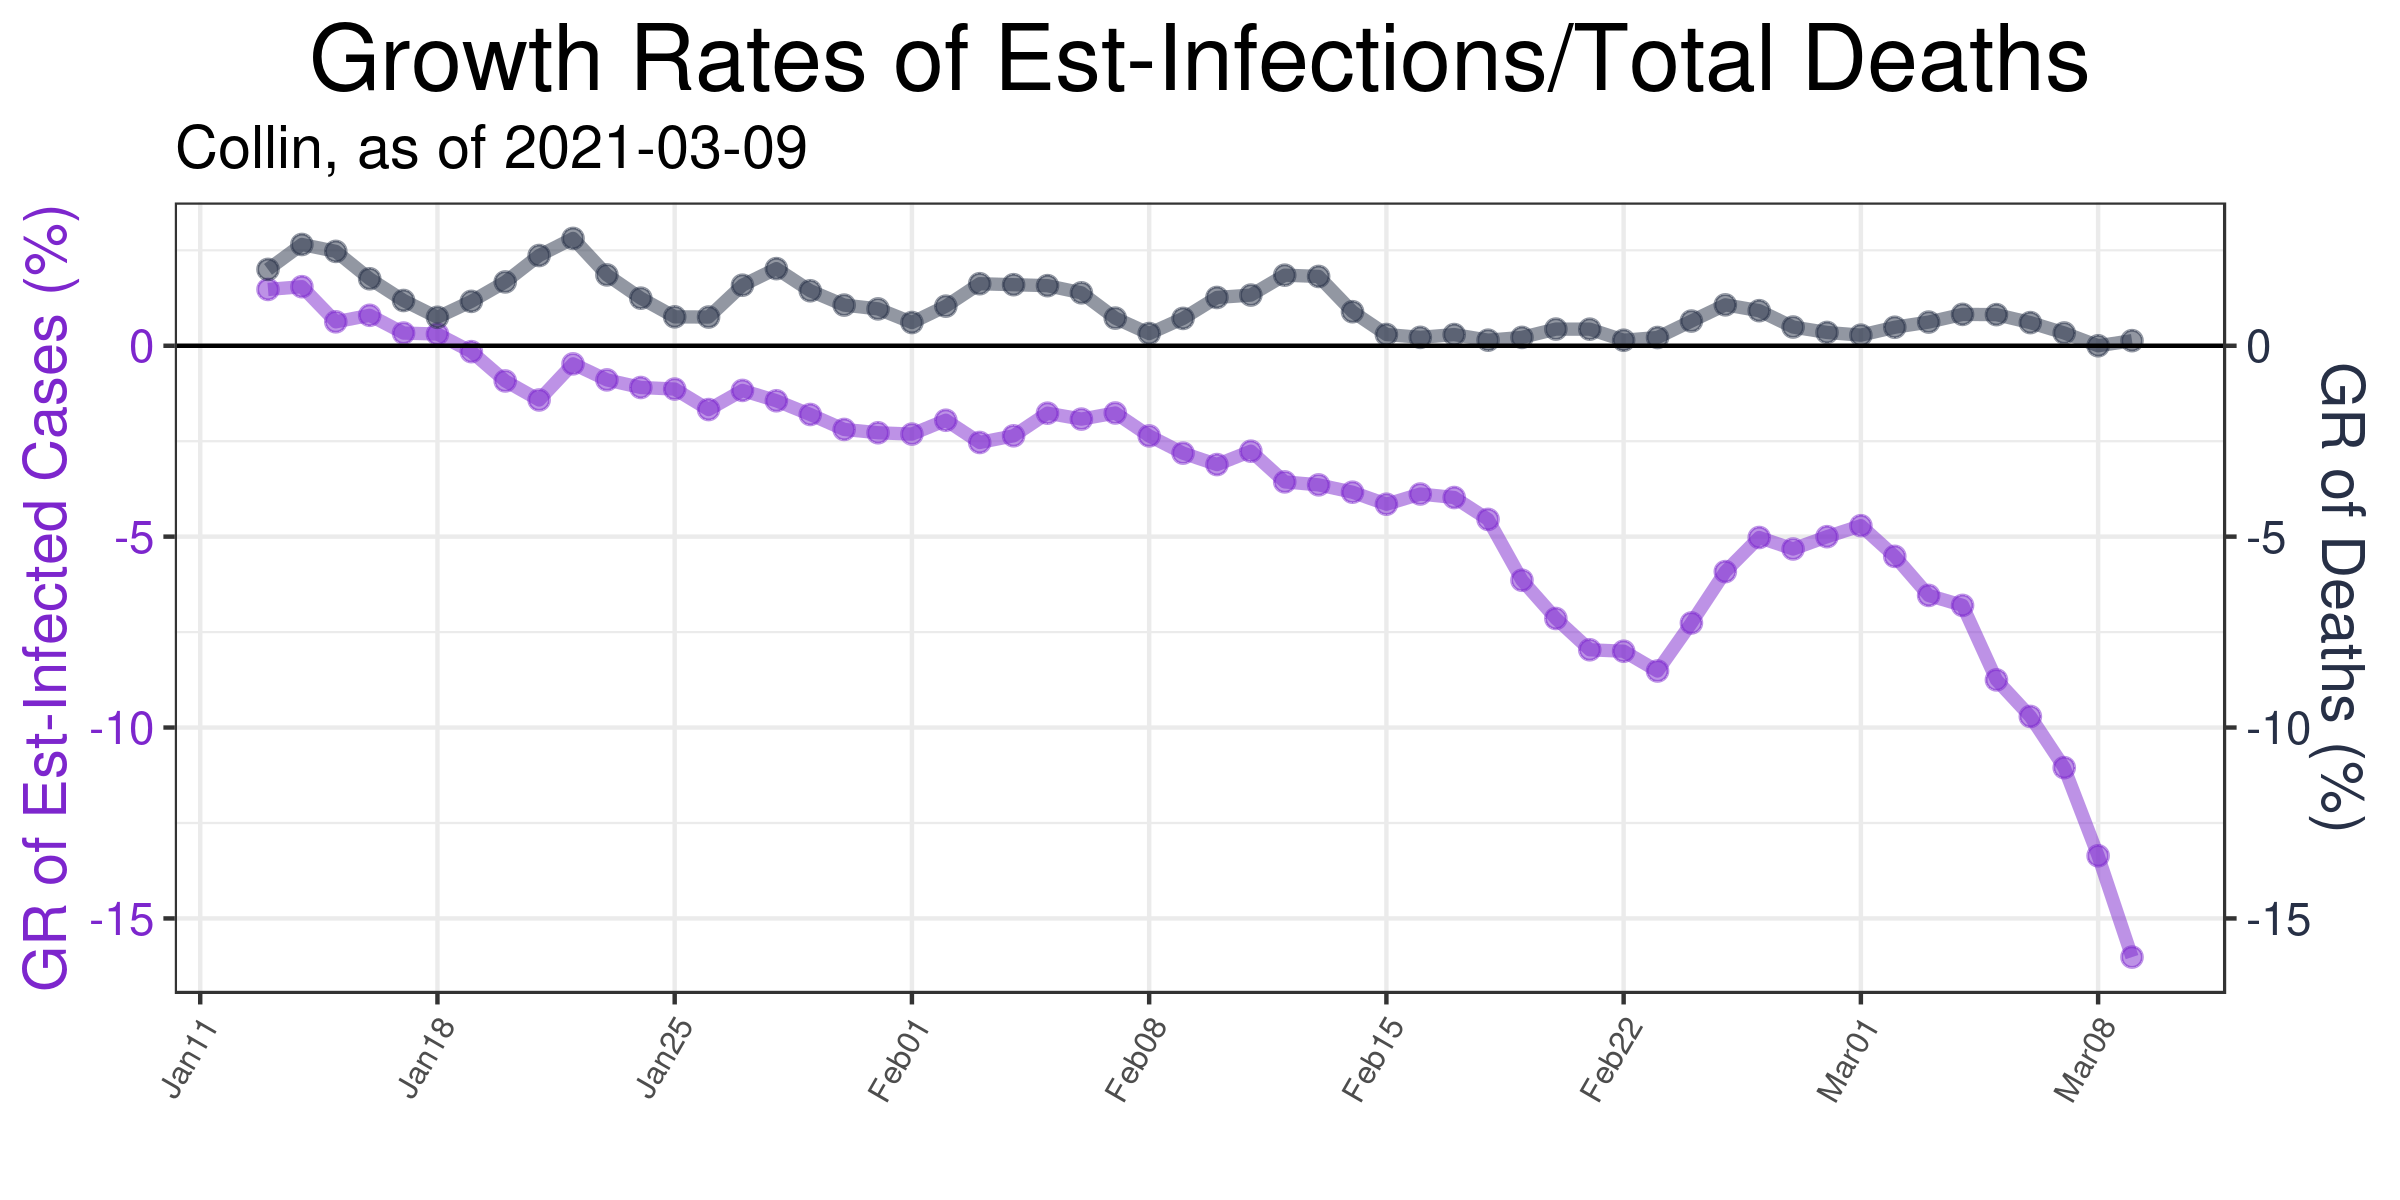 Growth Rates of Est-Infections/Total Deaths
Collin, as of 2021-03-09
GR of Est-Infected Cases (%)
0
-5
-10
-15
0
-5
-10
-15
GR of Deaths (%)
Jan11
Jan18
Jan25
Feb01
Feb08
Feb15
Feb22
Mar01
Mar08